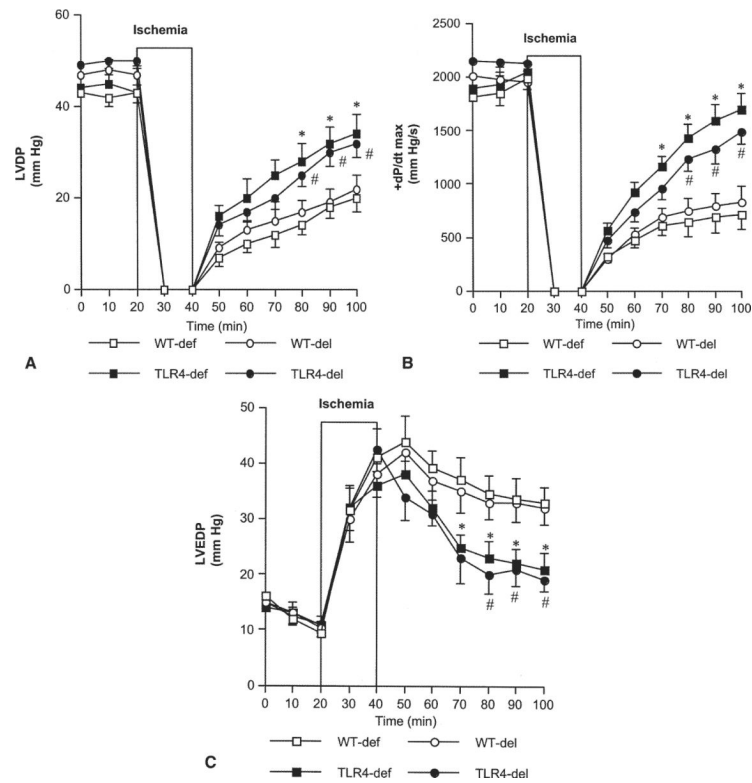 Ischemia
LVDP
(mm Hg)
60
40
20
0
* * *
# # #
0 10 20 30 40 50 60 70 80 90 100
Time (min)
WT-def WT-del
TLR4-def TLR4-del
A
Ischemia
+dP/dt max
(mm Hg/s)
2500
2000
1500
1000
500
0
* * * *
# # #
0 10 20 30 40 50 60 70 80 90 100
Time (min)
WT-def WT-del
TLR4-def TLR4-del
B
Ischemia
LVEDP
(mm Hg)
50
40
30
20
10
0
* * * *
# # #
0 10 20 30 40 50 60 70 80 90 100
Time (min)
WT-def WT-del
TLR4-def TLR4-del
C